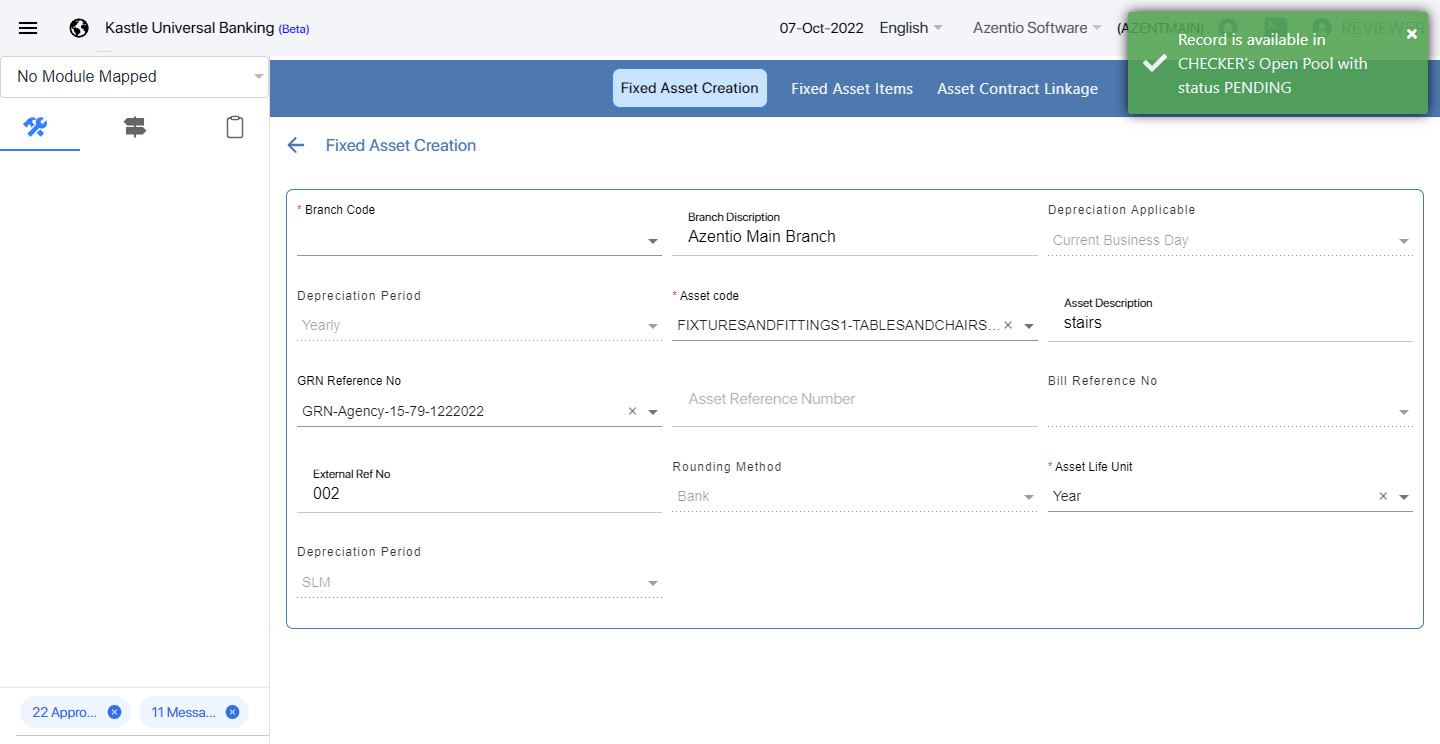 Kastle Universal Banking (Beta)
07-Oct-2022 English Azentio Software (AZENTMAIN) REVIEWER
Record is available in
CHECKER's Open Pool with
status PENDING
×
No Module Mapped
Fixed Asset Creation Fixed Asset Items Asset Contract Linkage
Fixed Asset Creation
* Branch Code
Branch Discription
Azentio Main Branch
Depreciation Applicable
Current Business Day
Depreciation Period
Yearly
* Asset code
FIXTURESANDFITTINGS1-TABLESANDCHAIRS... ×
Asset Description
stairs
GRN Reference No
GRN-Agency-15-79-1222022 ×
Asset Reference Number
Bill Reference No
External Ref No
002
Rounding Method
Bank
* Asset Life Unit
Year ×
Depreciation Period
SLM
22 Appro... 11 Messa...